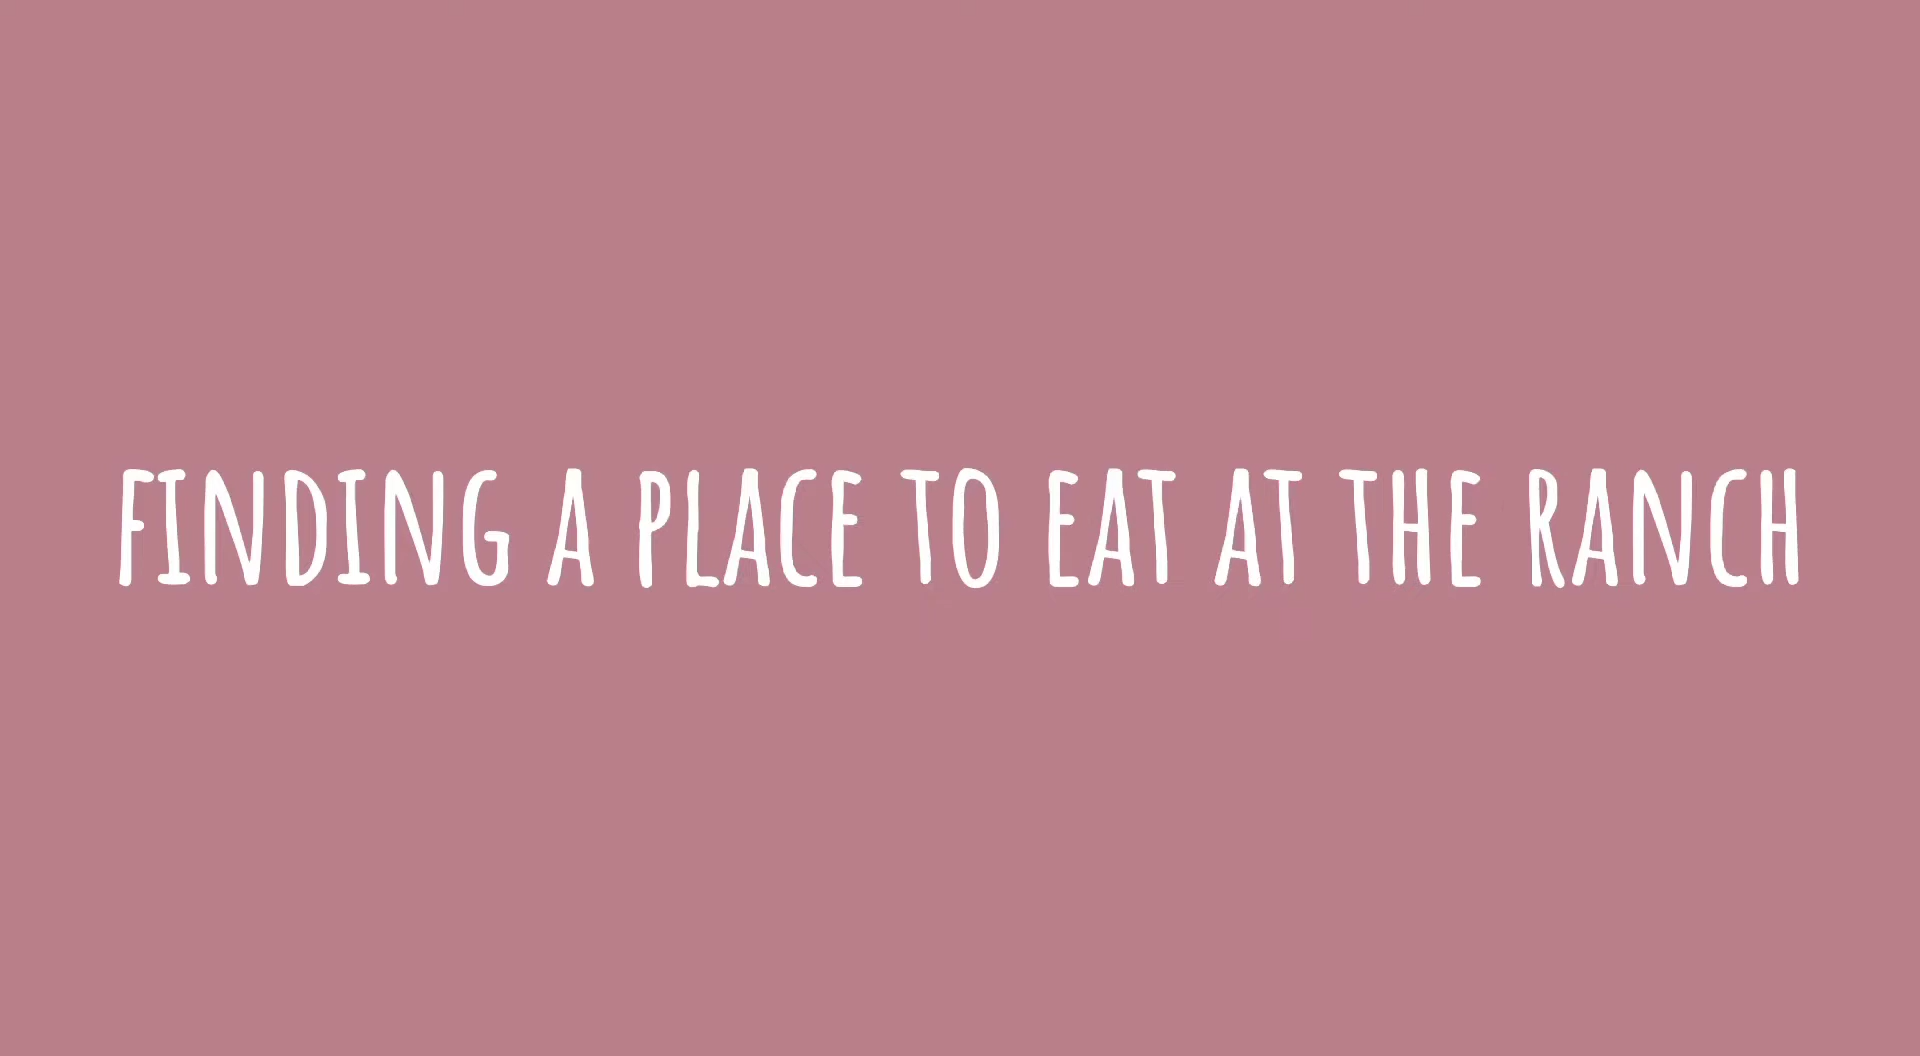 FINDING A PLACE TO EAT AT THE RANCH